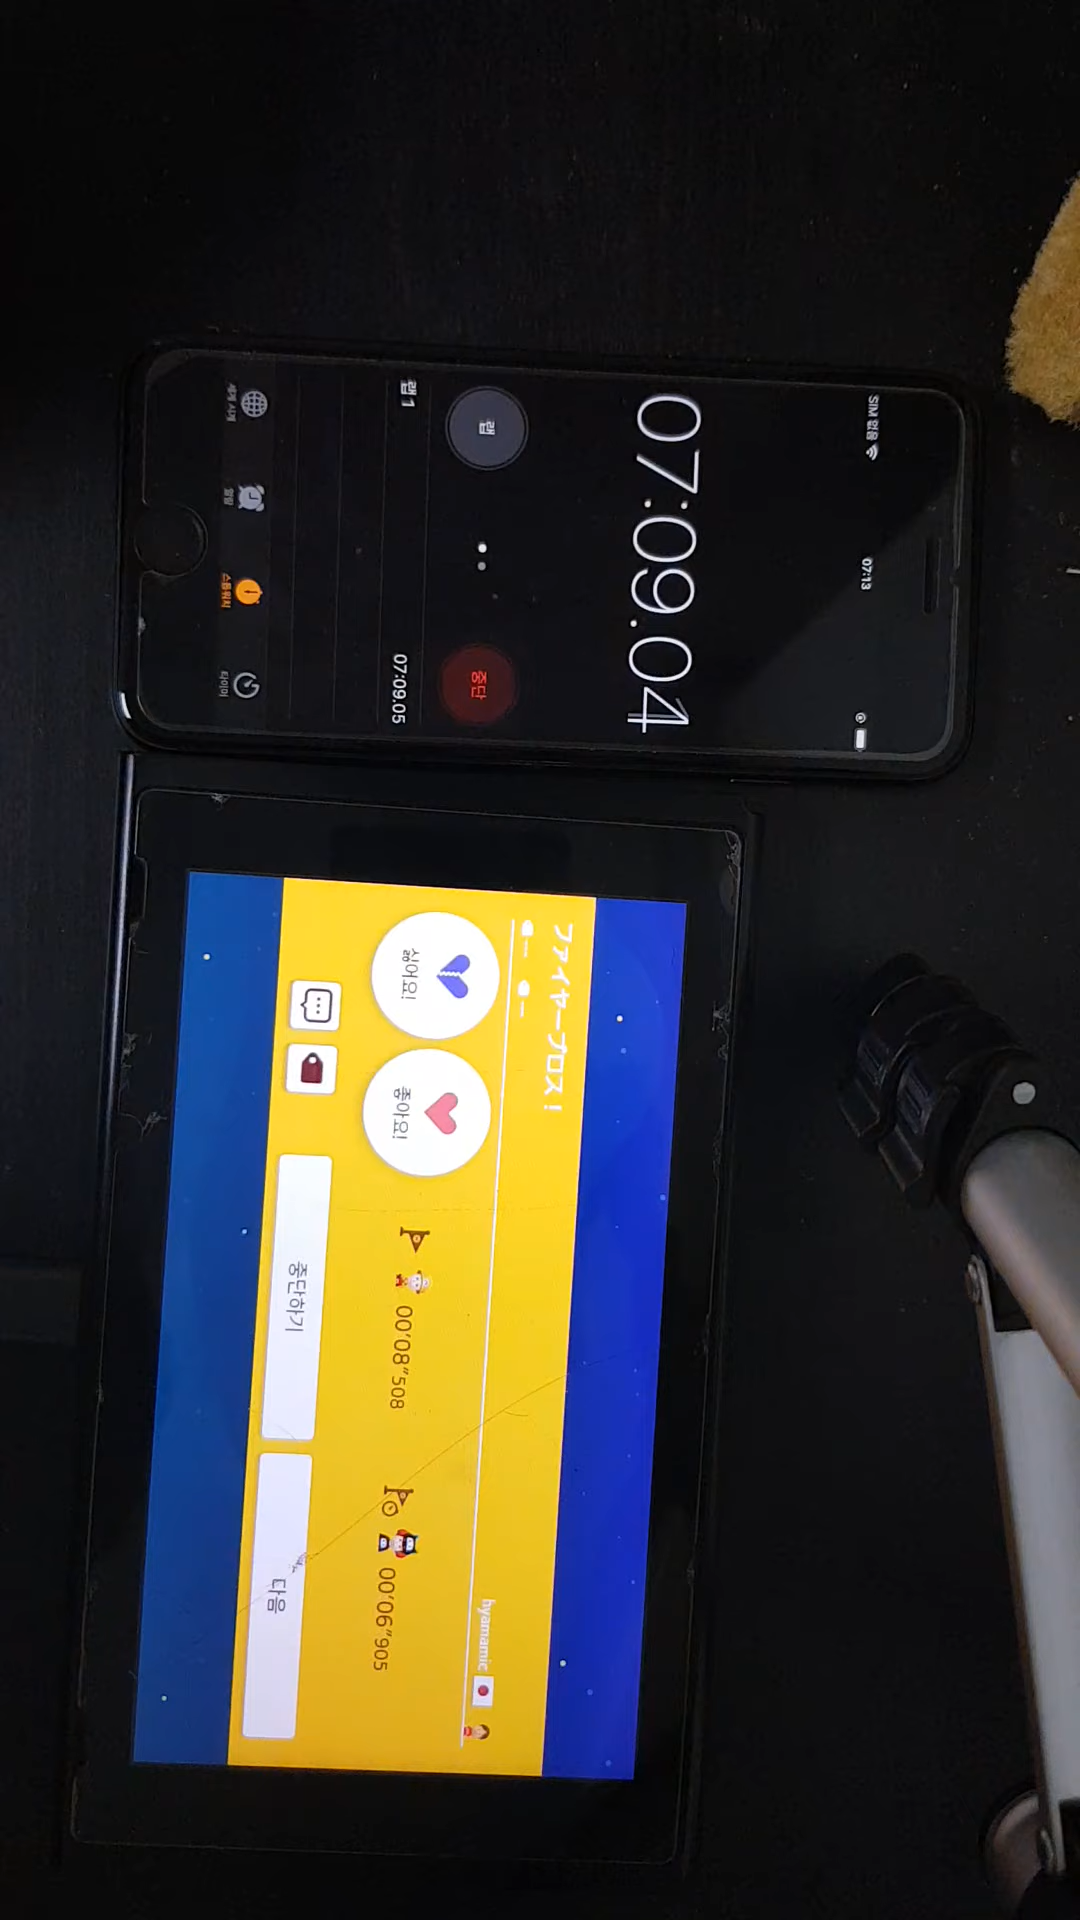 SIM 없음
07:13
07:09.04
랩
중단
랩 1
07:09.05
세계 시계
알람
스톱워치
타이머
ファイヤーブロス!
--
--
hyamamic
싫어요!
좋아요!
00'08"508
00'06"905
중단하기
다음